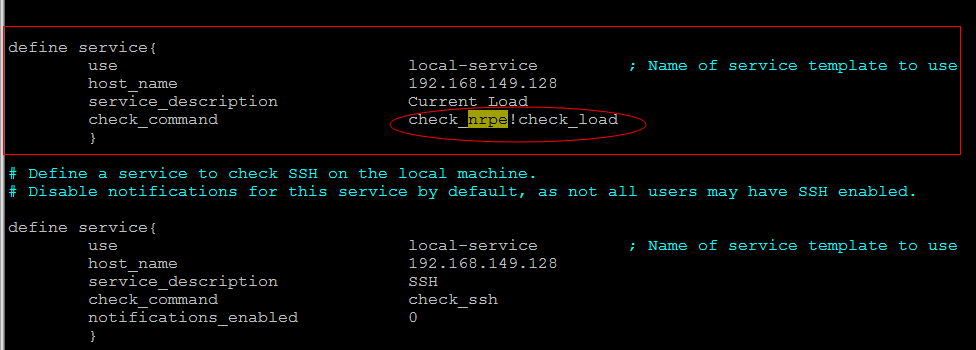 define service{
use local-service ; Name of service template to use
host_name 192.168.149.128
service_description Current Load
check_command check_nrpe!check_load
}
# Define a service to check SSH on the local machine.
# Disable notifications for this service by default, as not all users may have SSH enabled.
define service{
use local-service ; Name of service template to use
host_name 192.168.149.128
service_description SSH
check_command check_ssh
notifications_enabled 0
}